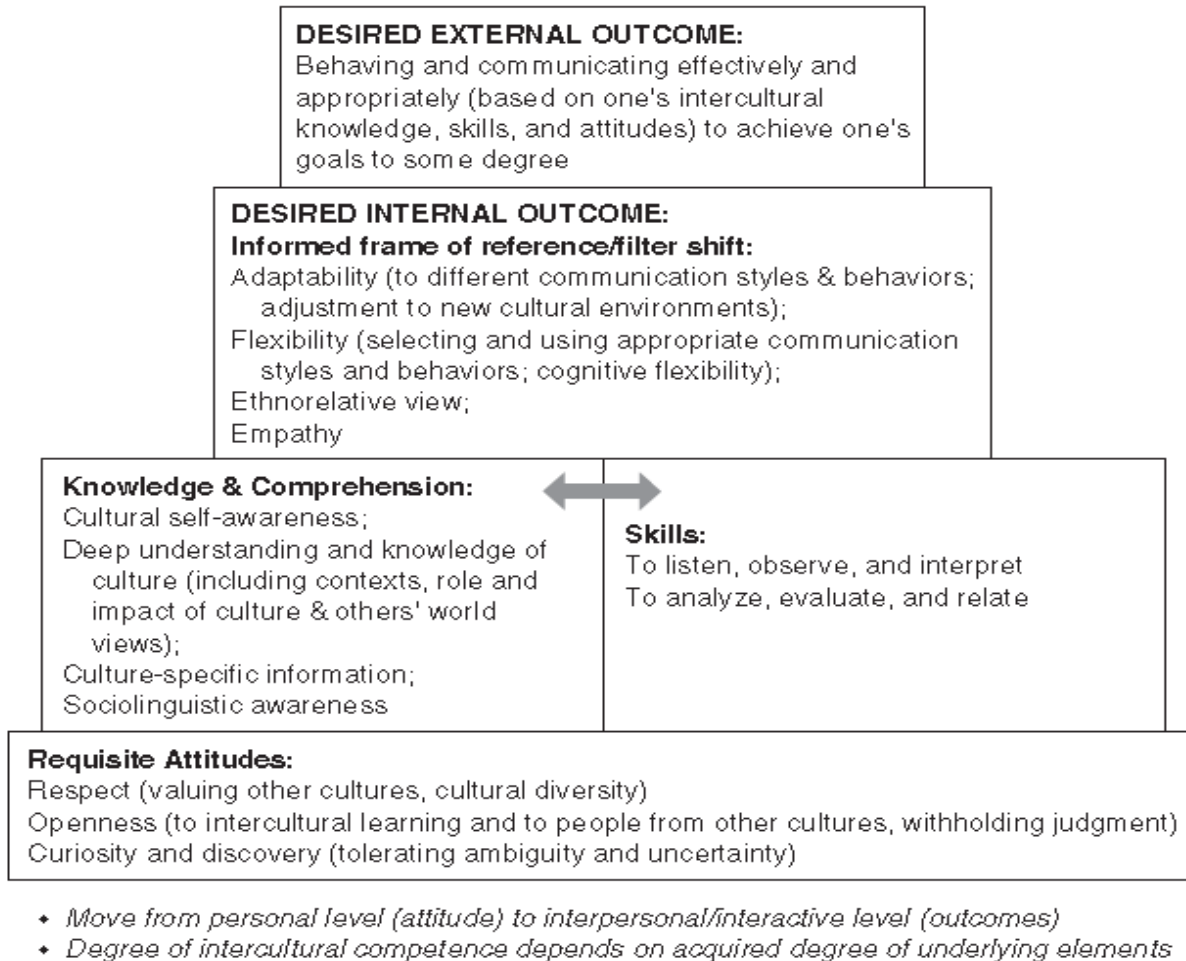 DESIRED EXTERNAL OUTCOME:
Behaving and communicating effectively and
appropriately (based on one's intercultural
knowledge, skills, and attitudes) to achieve one's
goals to some degree
DESIRED INTERNAL OUTCOME:
Informed frame of reference/filter shift:
Adaptability (to different communication styles & behaviors;
adjustment to new cultural environments);
Flexibility (selecting and using appropriate communication
styles and behaviors; cognitive flexibility);
Ethnorelative view;
Empathy
Knowledge & Comprehension:
Cultural self-awareness;
Deep understanding and knowledge of
culture (including contexts, role and
impact of culture & others' world
views);
Culture-specific information;
Sociolinguistic awareness
Skills:
To listen, observe, and interpret
To analyze, evaluate, and relate
Requisite Attitudes:
Respect (valuing other cultures, cultural diversity)
Openness (to intercultural learning and to people from other cultures, withholding judgment)
Curiosity and discovery (tolerating ambiguity and uncertainty)
• Move from personal level (attitude) to interpersonal/interactive level (outcomes)
• Degree of intercultural competence depends on acquired degree of underlying elements